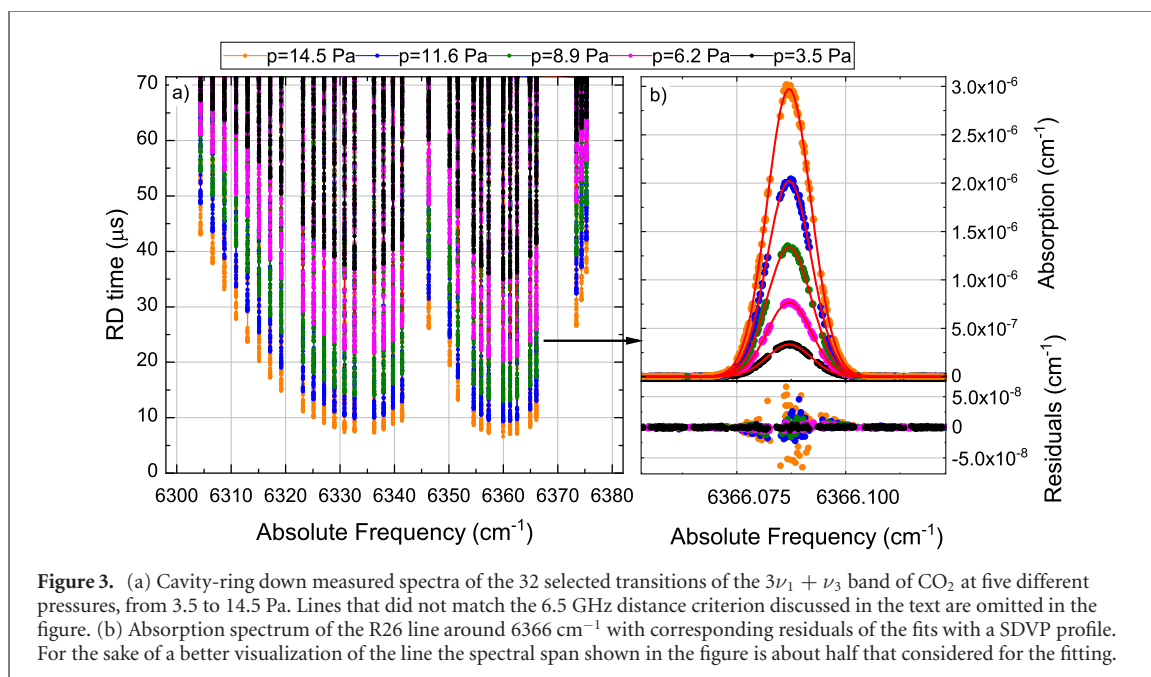 p=14.5 Pa p=11.6 Pa p=8.9 Pa p=6.2 Pa p=3.5 Pa
a)
RD time (μs)
70
60
50
40
30
20
10
0
6300 6310 6320 6330 6340 6350 6360 6370 6380
Absolute Frequency (cm⁻¹)
b)
3.0x10⁻⁶
2.5x10⁻⁶
2.0x10⁻⁶
1.5x10⁻⁶
1.0x10⁻⁶
5.0x10⁻⁷
0
Absorption (cm⁻¹)
5.0x10⁻⁸
0
-5.0x10⁻⁸
Residuals (cm⁻¹)
6366.075 6366.100
Absolute Frequency (cm⁻¹)
Figure 3. (a) Cavity-ring down measured spectra of the 32 selected transitions of the 3ν₁ + ν₃ band of CO₂ at five different
pressures, from 3.5 to 14.5 Pa. Lines that did not match the 6.5 GHz distance criterion discussed in the text are omitted in the
figure. (b) Absorption spectrum of the R26 line around 6366 cm⁻¹ with corresponding residuals of the fits with a SDVP profile.
For the sake of a better visualization of the line the spectral span shown in the figure is about half that considered for the fitting.